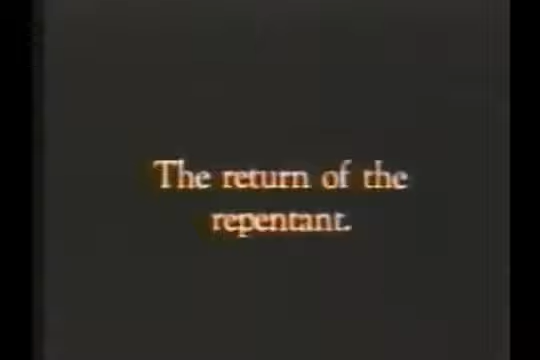 The return of the
repentant.